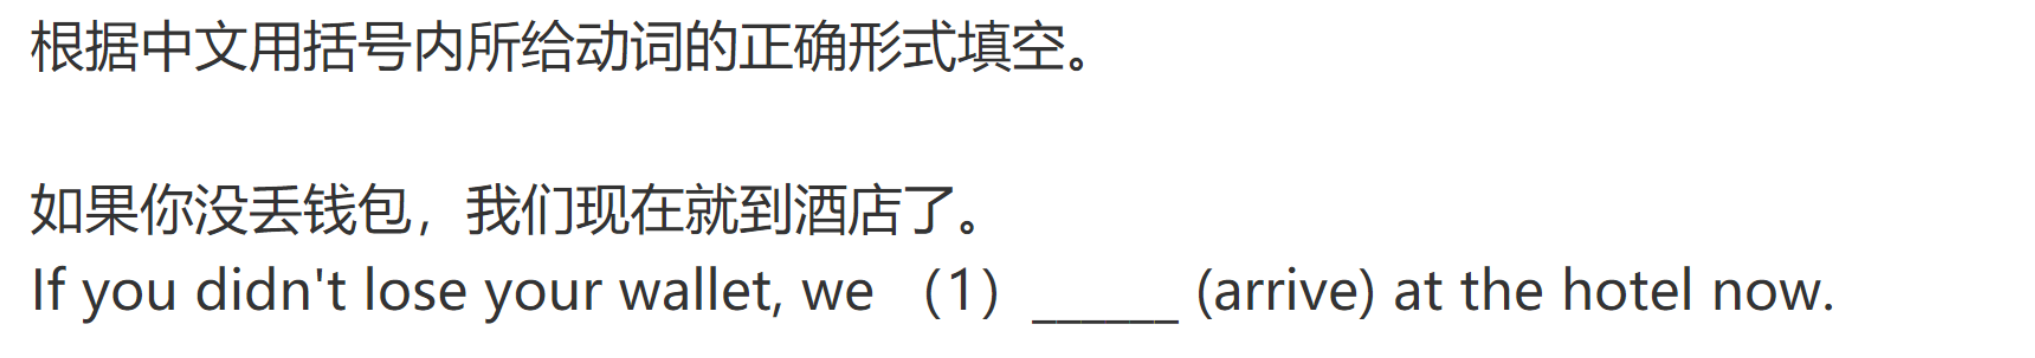 根据中文用括号内所给动词的正确形式填空。
如果你没丢钱包，我们现在就到酒店了。
If you didn't lose your wallet, we （1）______ (arrive) at the hotel now.